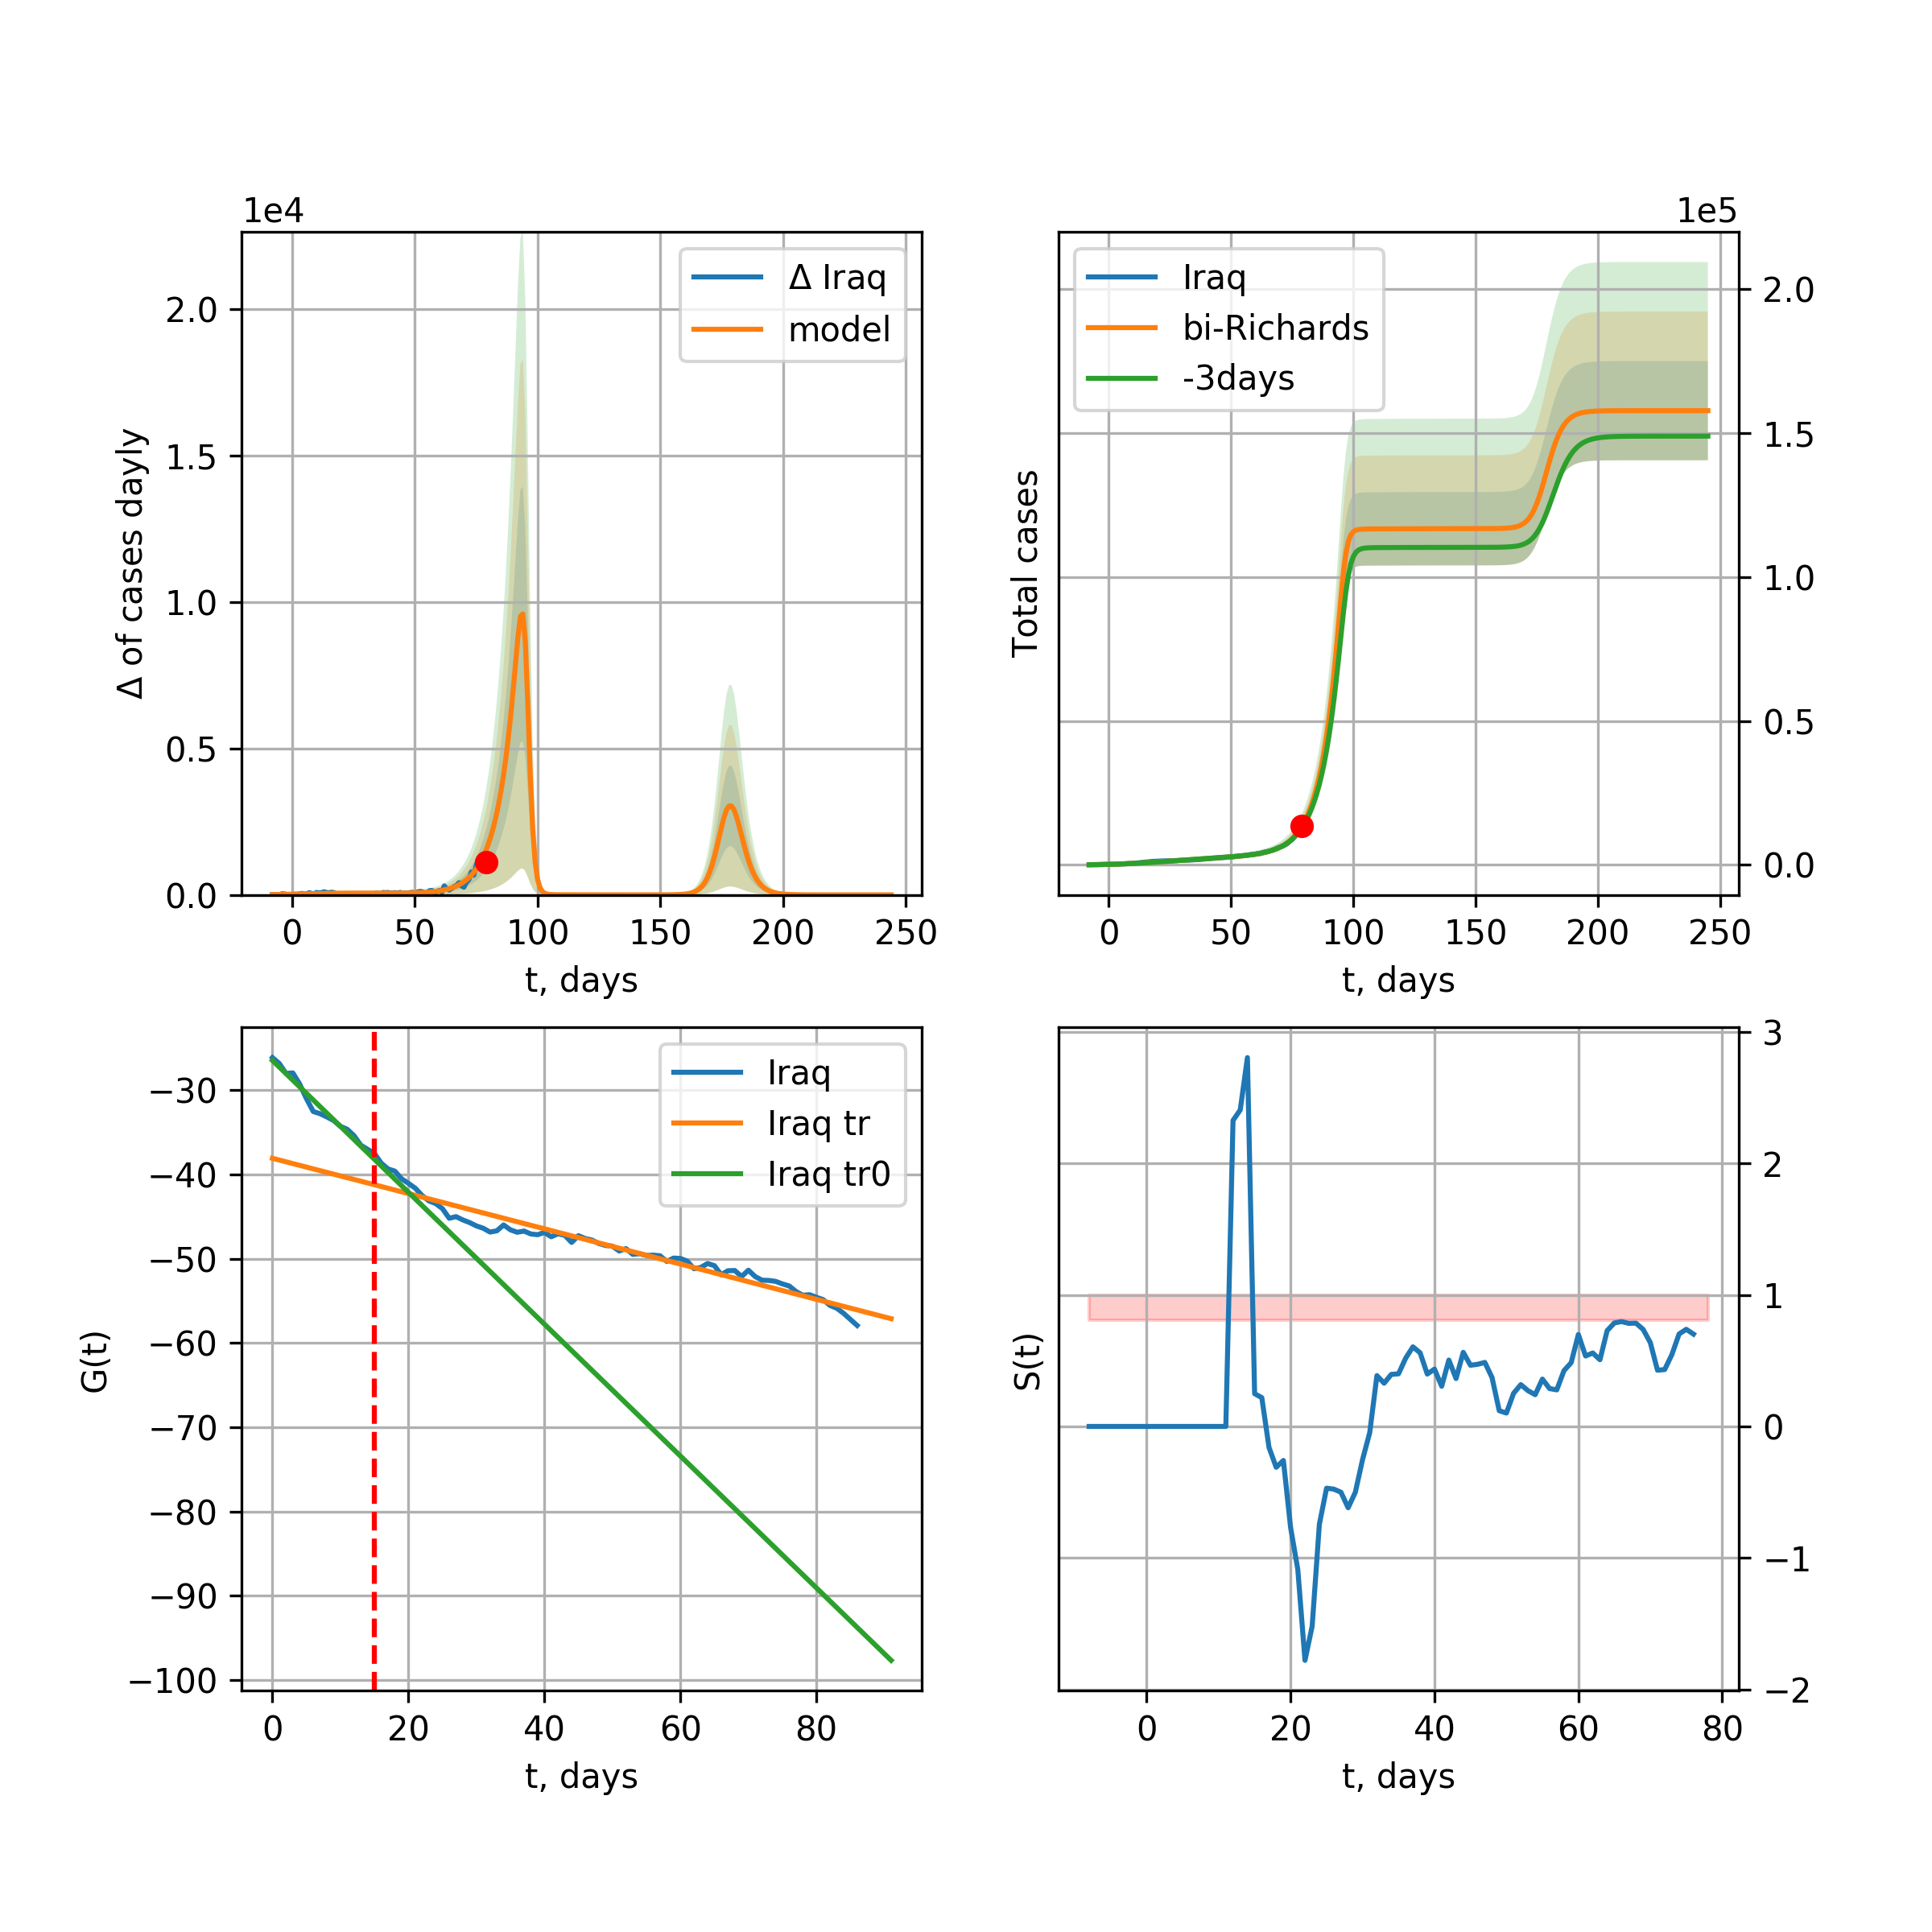 1e4
Δ of cases dayly
2.0
1.5
1.0
0.5
0.0
Δ Iraq
model
0 50 100 150 200 250
t, days
1e5
Total cases
Iraq
bi-Richards
-3days
2.0
1.5
1.0
0.5
0.0
0 50 100 150 200 250
t, days
G(t)
−30
−40
−50
−60
−70
−80
−90
−100
Iraq
Iraq tr
Iraq tr0
0 20 40 60 80
t, days
S(t)
3
2
1
0
−1
−2
0 20 40 60 80
t, days